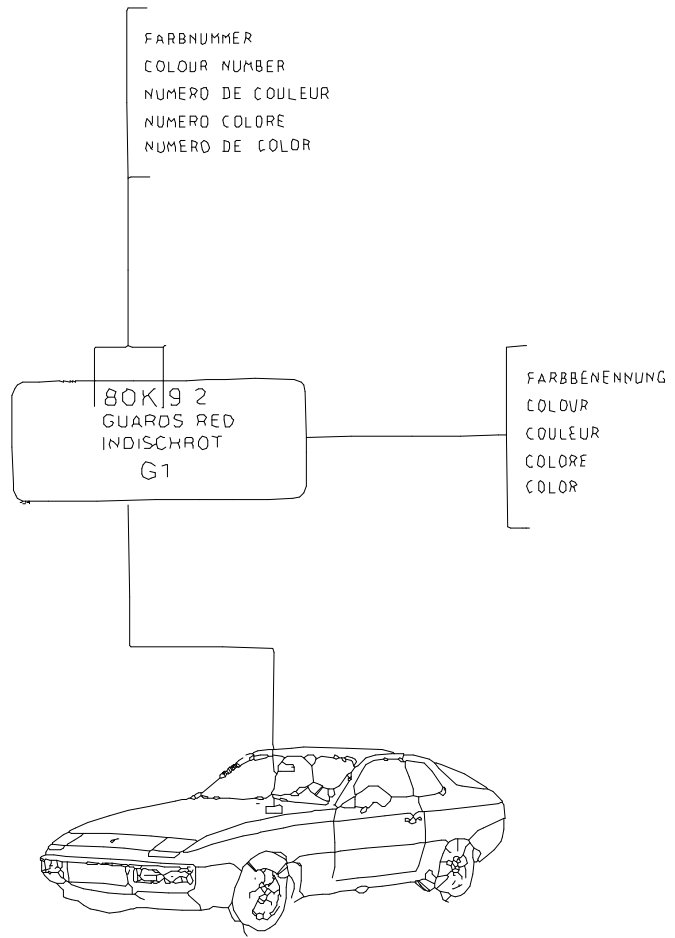 FARBNUMMER
COLOUR NUMBER
NUMERO DE COULEUR
NUMERO COLORE
NUMERO DE COLOR
80K 9 2
GUARDS RED
INDISCHROT
G1
FARBBENENNUNG
COLOUR
COULEUR
COLORE
COLOR